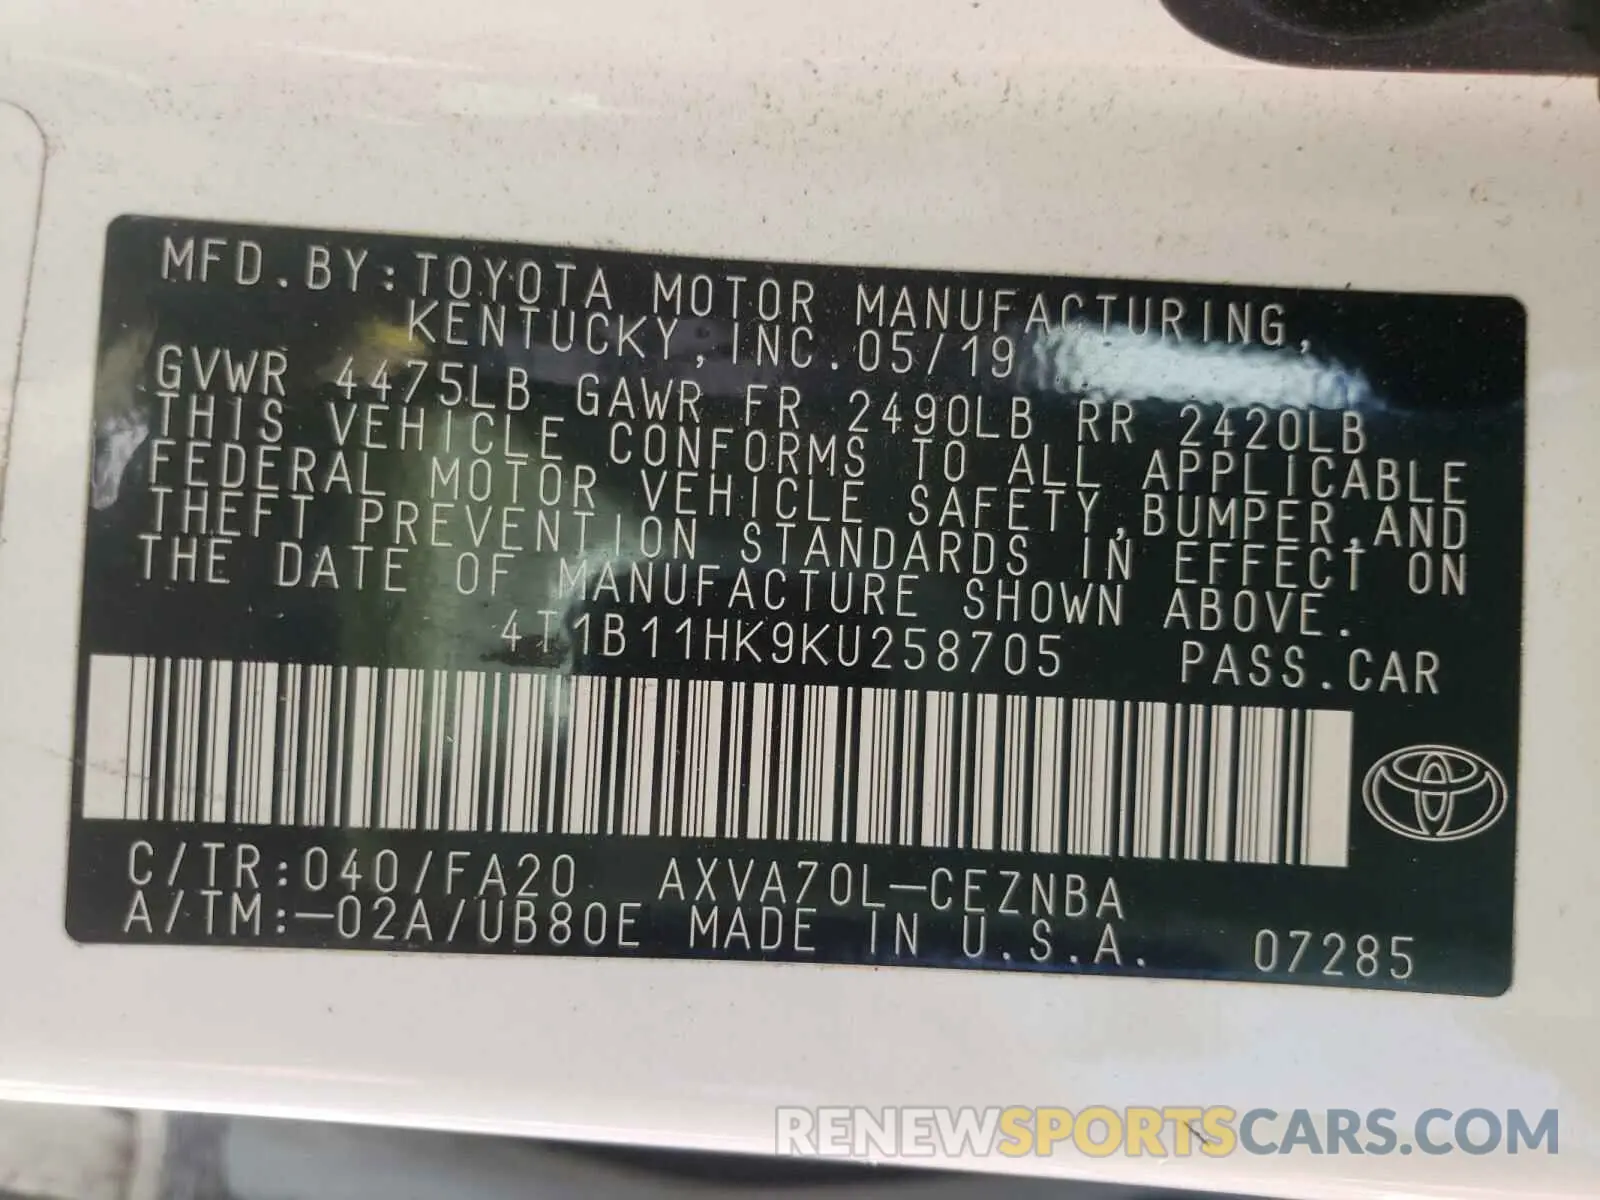 MFD.BY:TOYOTA MOTOR MANUFACTURING,
KENTUCKY,INC.05/19
GVWR 4475LB GAWR FR 2490LB RR 2420LB
THIS VEHICLE CONFORMS TO ALL APPLICABLE
FEDERAL MOTOR VEHICLE SAFETY,BUMPER,AND
THEFT PREVENTION STANDARDS IN EFFECT ON
THE DATE OF MANUFACTURE SHOWN ABOVE.
4T1B11HK9KU258705 PASS.CAR
C/TR:040/FA20 AXVA70L-CEZNBA
A/TM:-02A/UB80E MADE IN U.S.A. 07285
RENEWSPORTSCARS.COM